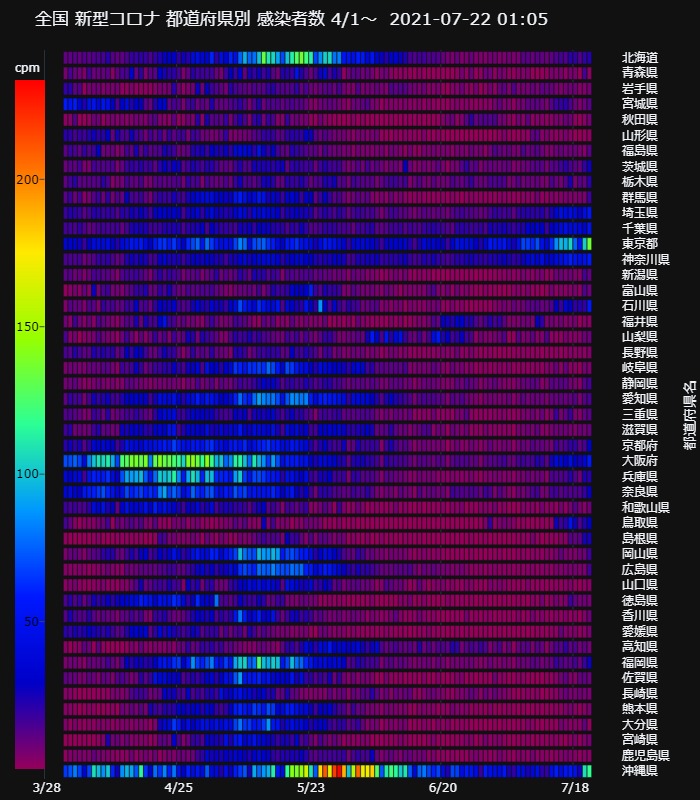 全国 新型コロナ 都道府県別 感染者数 4/1～ 2021-07-22 01:05
cpm
200
150
100
50
北海道
青森県
岩手県
宮城県
秋田県
山形県
福島県
茨城県
栃木県
群馬県
埼玉県
千葉県
東京都
神奈川県
新潟県
富山県
石川県
福井県
山梨県
長野県
岐阜県
静岡県
愛知県
三重県
滋賀県
京都府
大阪府
兵庫県
奈良県
和歌山県
鳥取県
島根県
岡山県
広島県
山口県
徳島県
香川県
愛媛県
高知県
福岡県
佐賀県
長崎県
熊本県
大分県
宮崎県
鹿児島県
沖縄県
都道府県名
3/28 4/25 5/23 6/20 7/18